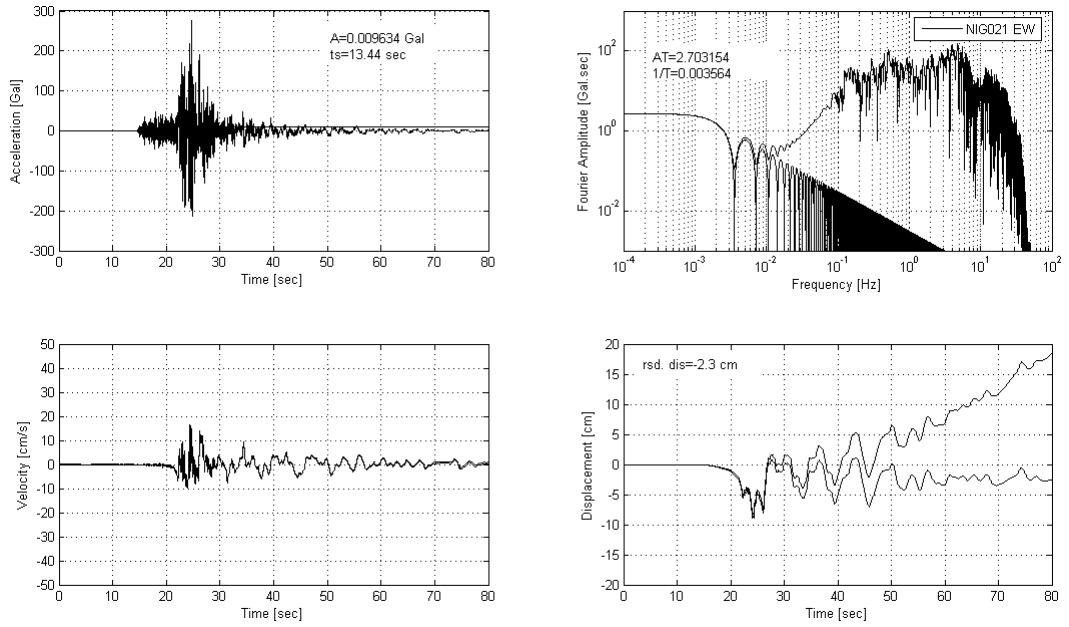 300
200
100
0
-100
-200
-300
Acceleration [Gal]
A=0.009634 Gal
ts=13.44 sec
0 10 20 30 40 50 60 70 80
Time [sec]
10^2
10^0
10^-2
Fourier Amplitude [Gal.sec]
NIG021 EW
AT=2.703154
1/T=0.003564
10^-4 10^-3 10^-2 10^-1 10^0 10^1 10^2
Frequency [Hz]
50
40
30
20
10
0
-10
-20
-30
-40
-50
Velocity [cm/s]
0 10 20 30 40 50 60 70 80
Time [sec]
20
15
10
5
0
-5
-10
-15
-20
Displacement [cm]
rsd. dis=-2.3 cm
0 10 20 30 40 50 60 70 80
Time [sec]